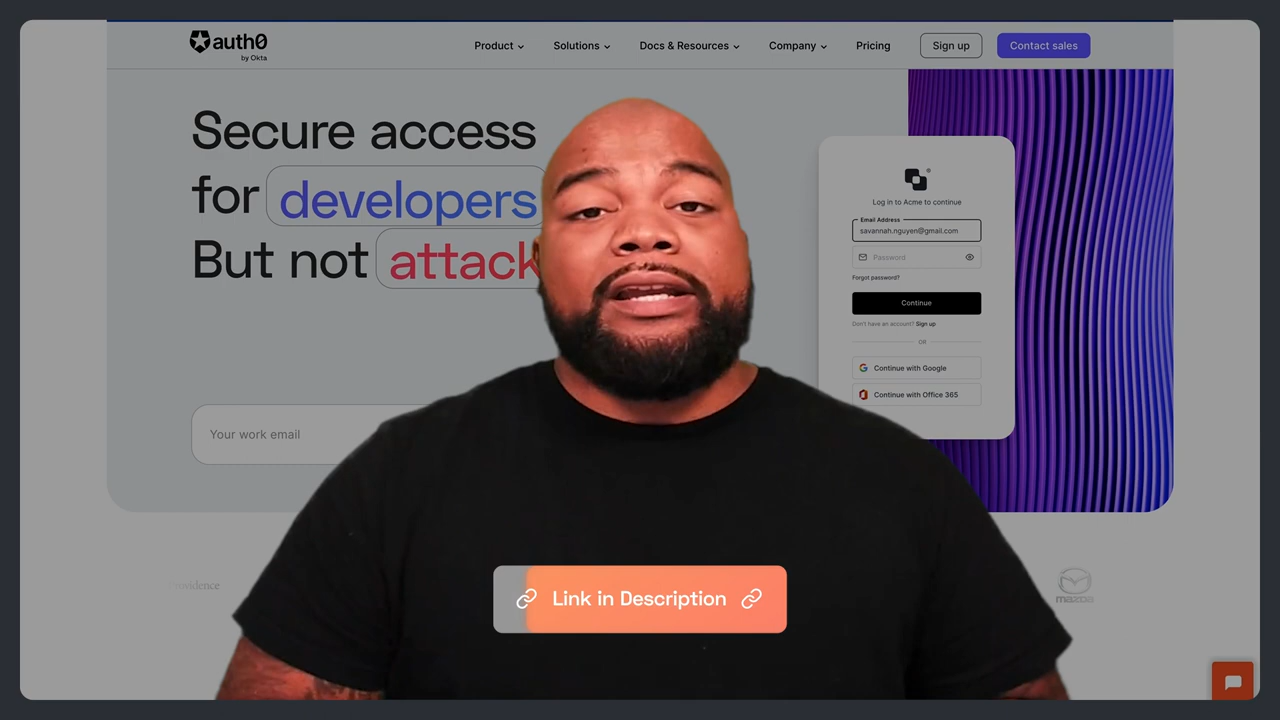 auth0
by Okta
Product
Solutions
Docs & Resources
Company
Pricing
Sign up
Contact sales
Secure access
for developers
But not attack
Log in to Acme to continue
Email Address
savannah.nguyen@gmail.com
Password
Forgot password?
Continue
Don't have an account? Sign up
OR
Continue with Google
Continue with Office 365
Your work email
Link in Description
mazda